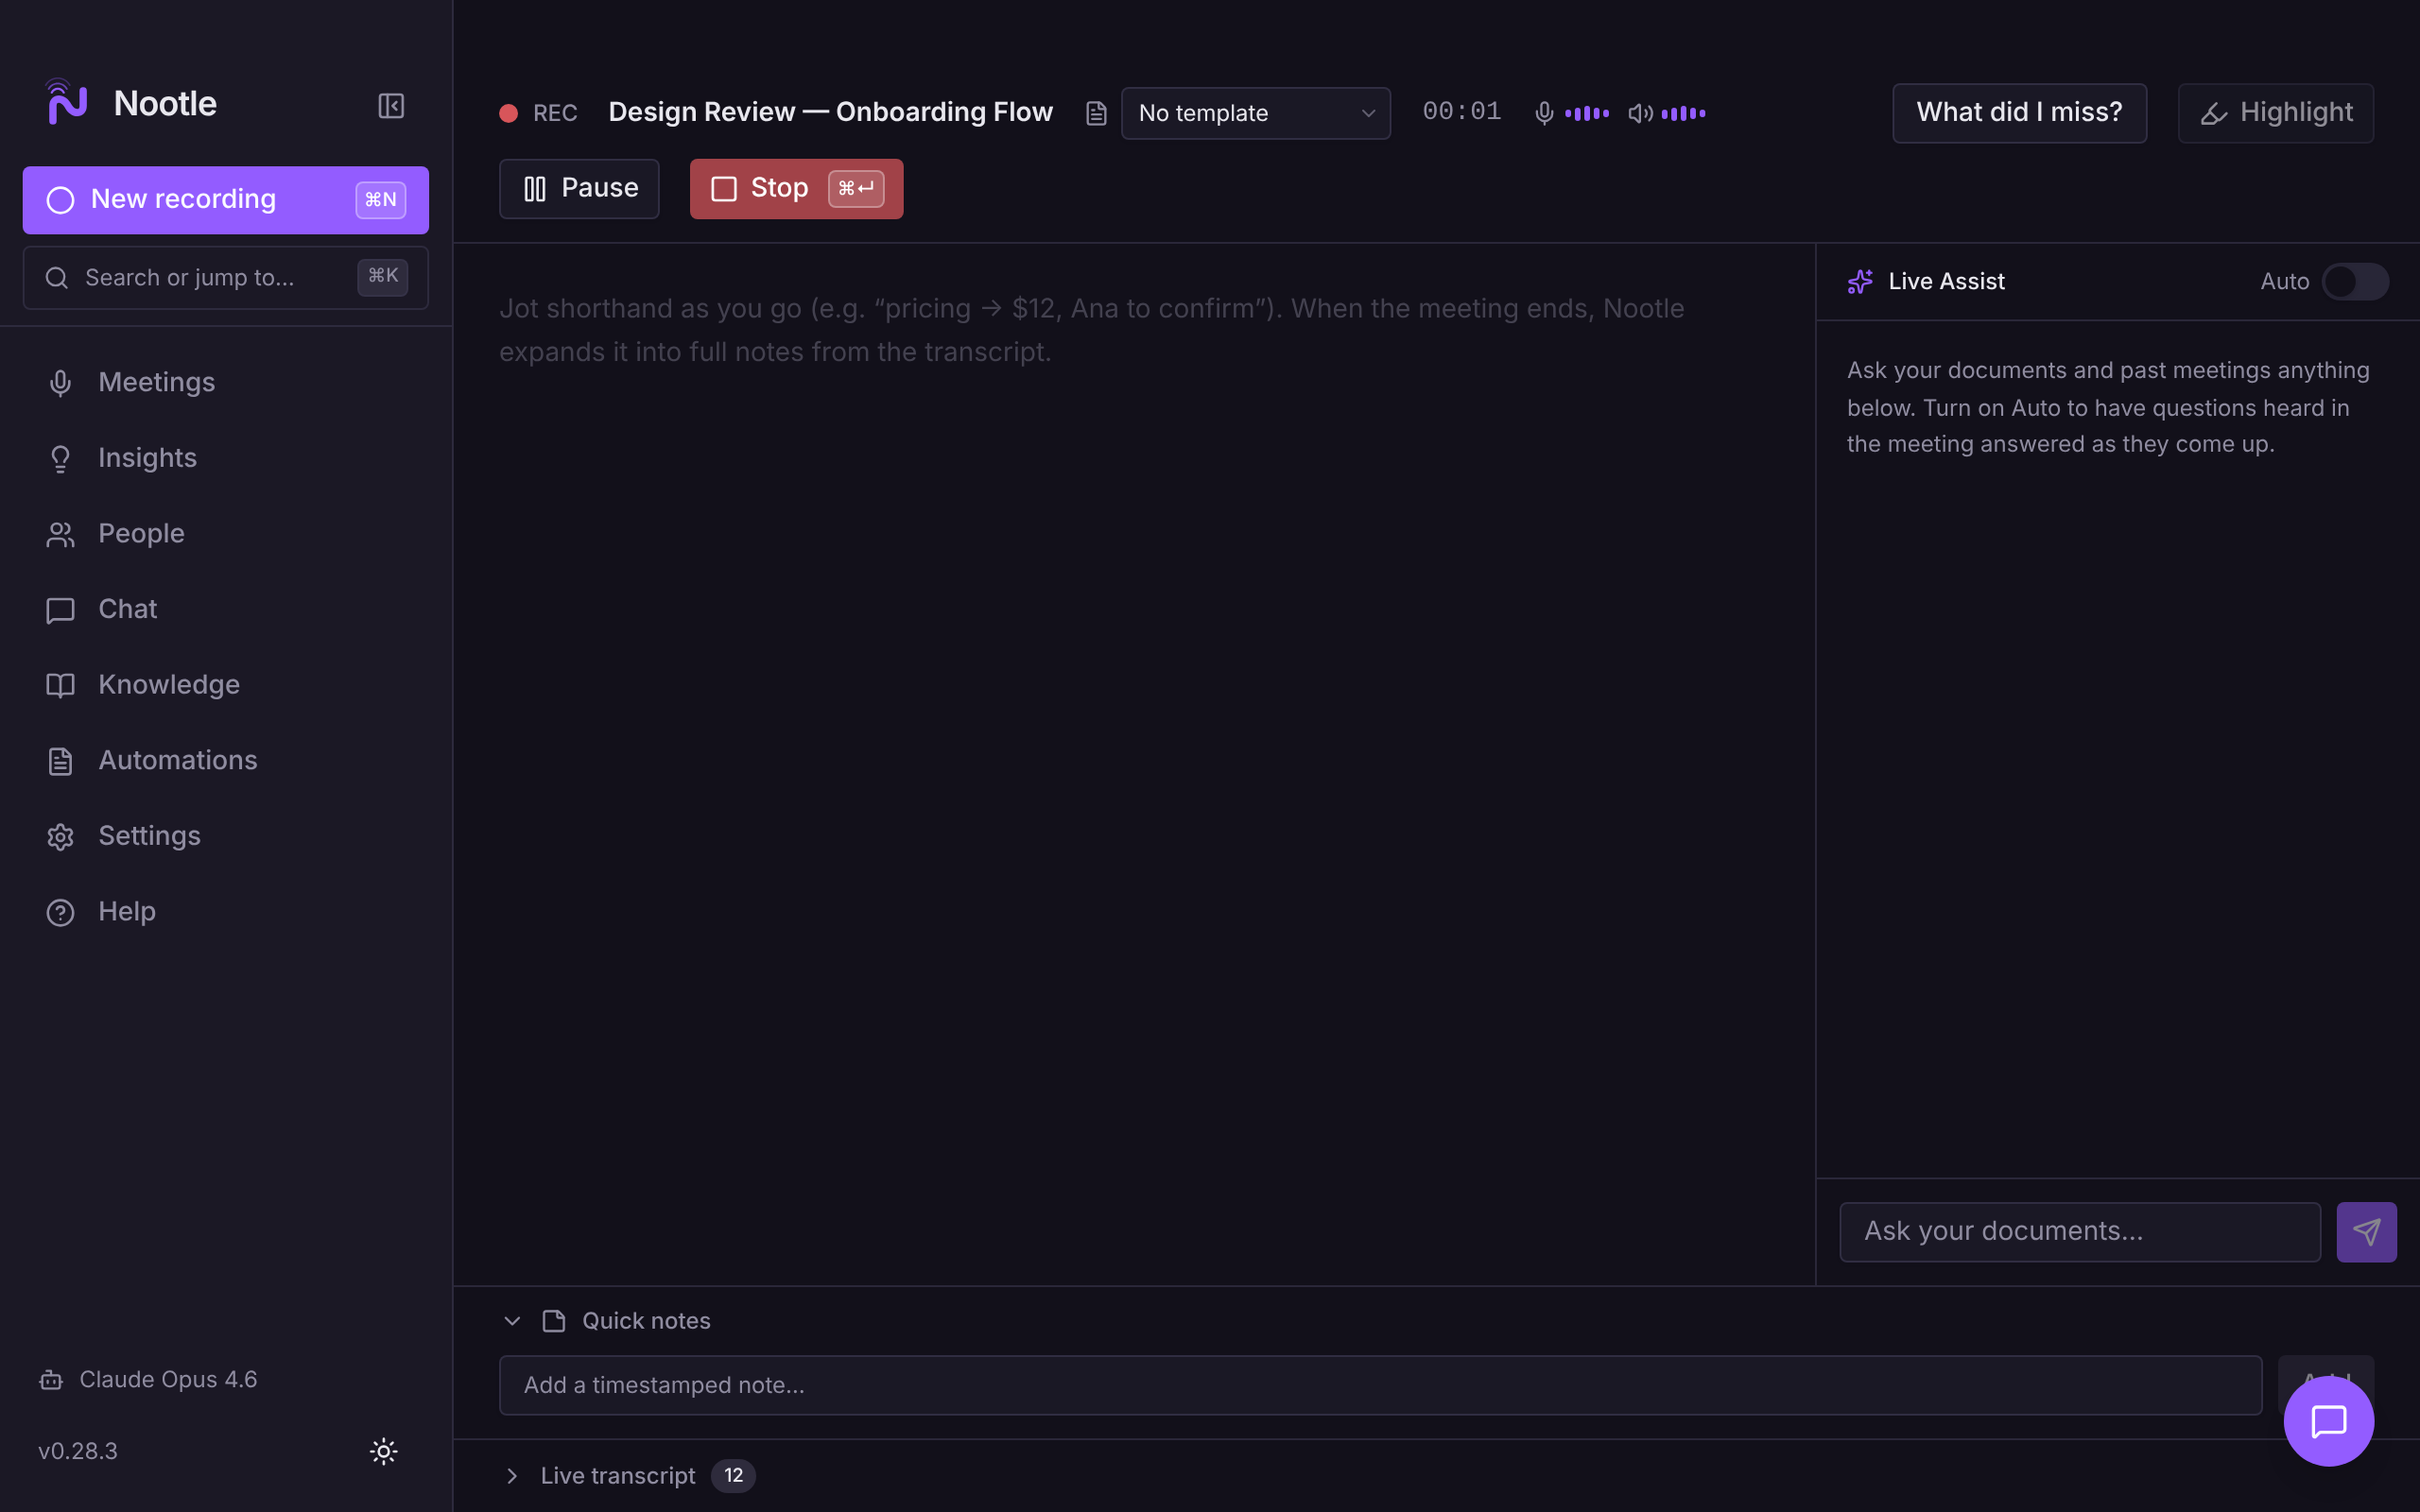 Nootle
New recording ⌘N
Search or jump to... ⌘K
Meetings
Insights
People
Chat
Knowledge
Automations
Settings
Help
Claude Opus 4.6
v0.28.3
REC Design Review — Onboarding Flow No template 00:01 What did I miss? Highlight
Pause Stop ⌘↵
Jot shorthand as you go (e.g. “pricing → $12, Ana to confirm”). When the meeting ends, Nootle
expands it into full notes from the transcript.
Live Assist Auto
Ask your documents and past meetings anything
below. Turn on Auto to have questions heard in
the meeting answered as they come up.
Ask your documents...
Quick notes
Add a timestamped note...
Live transcript 12